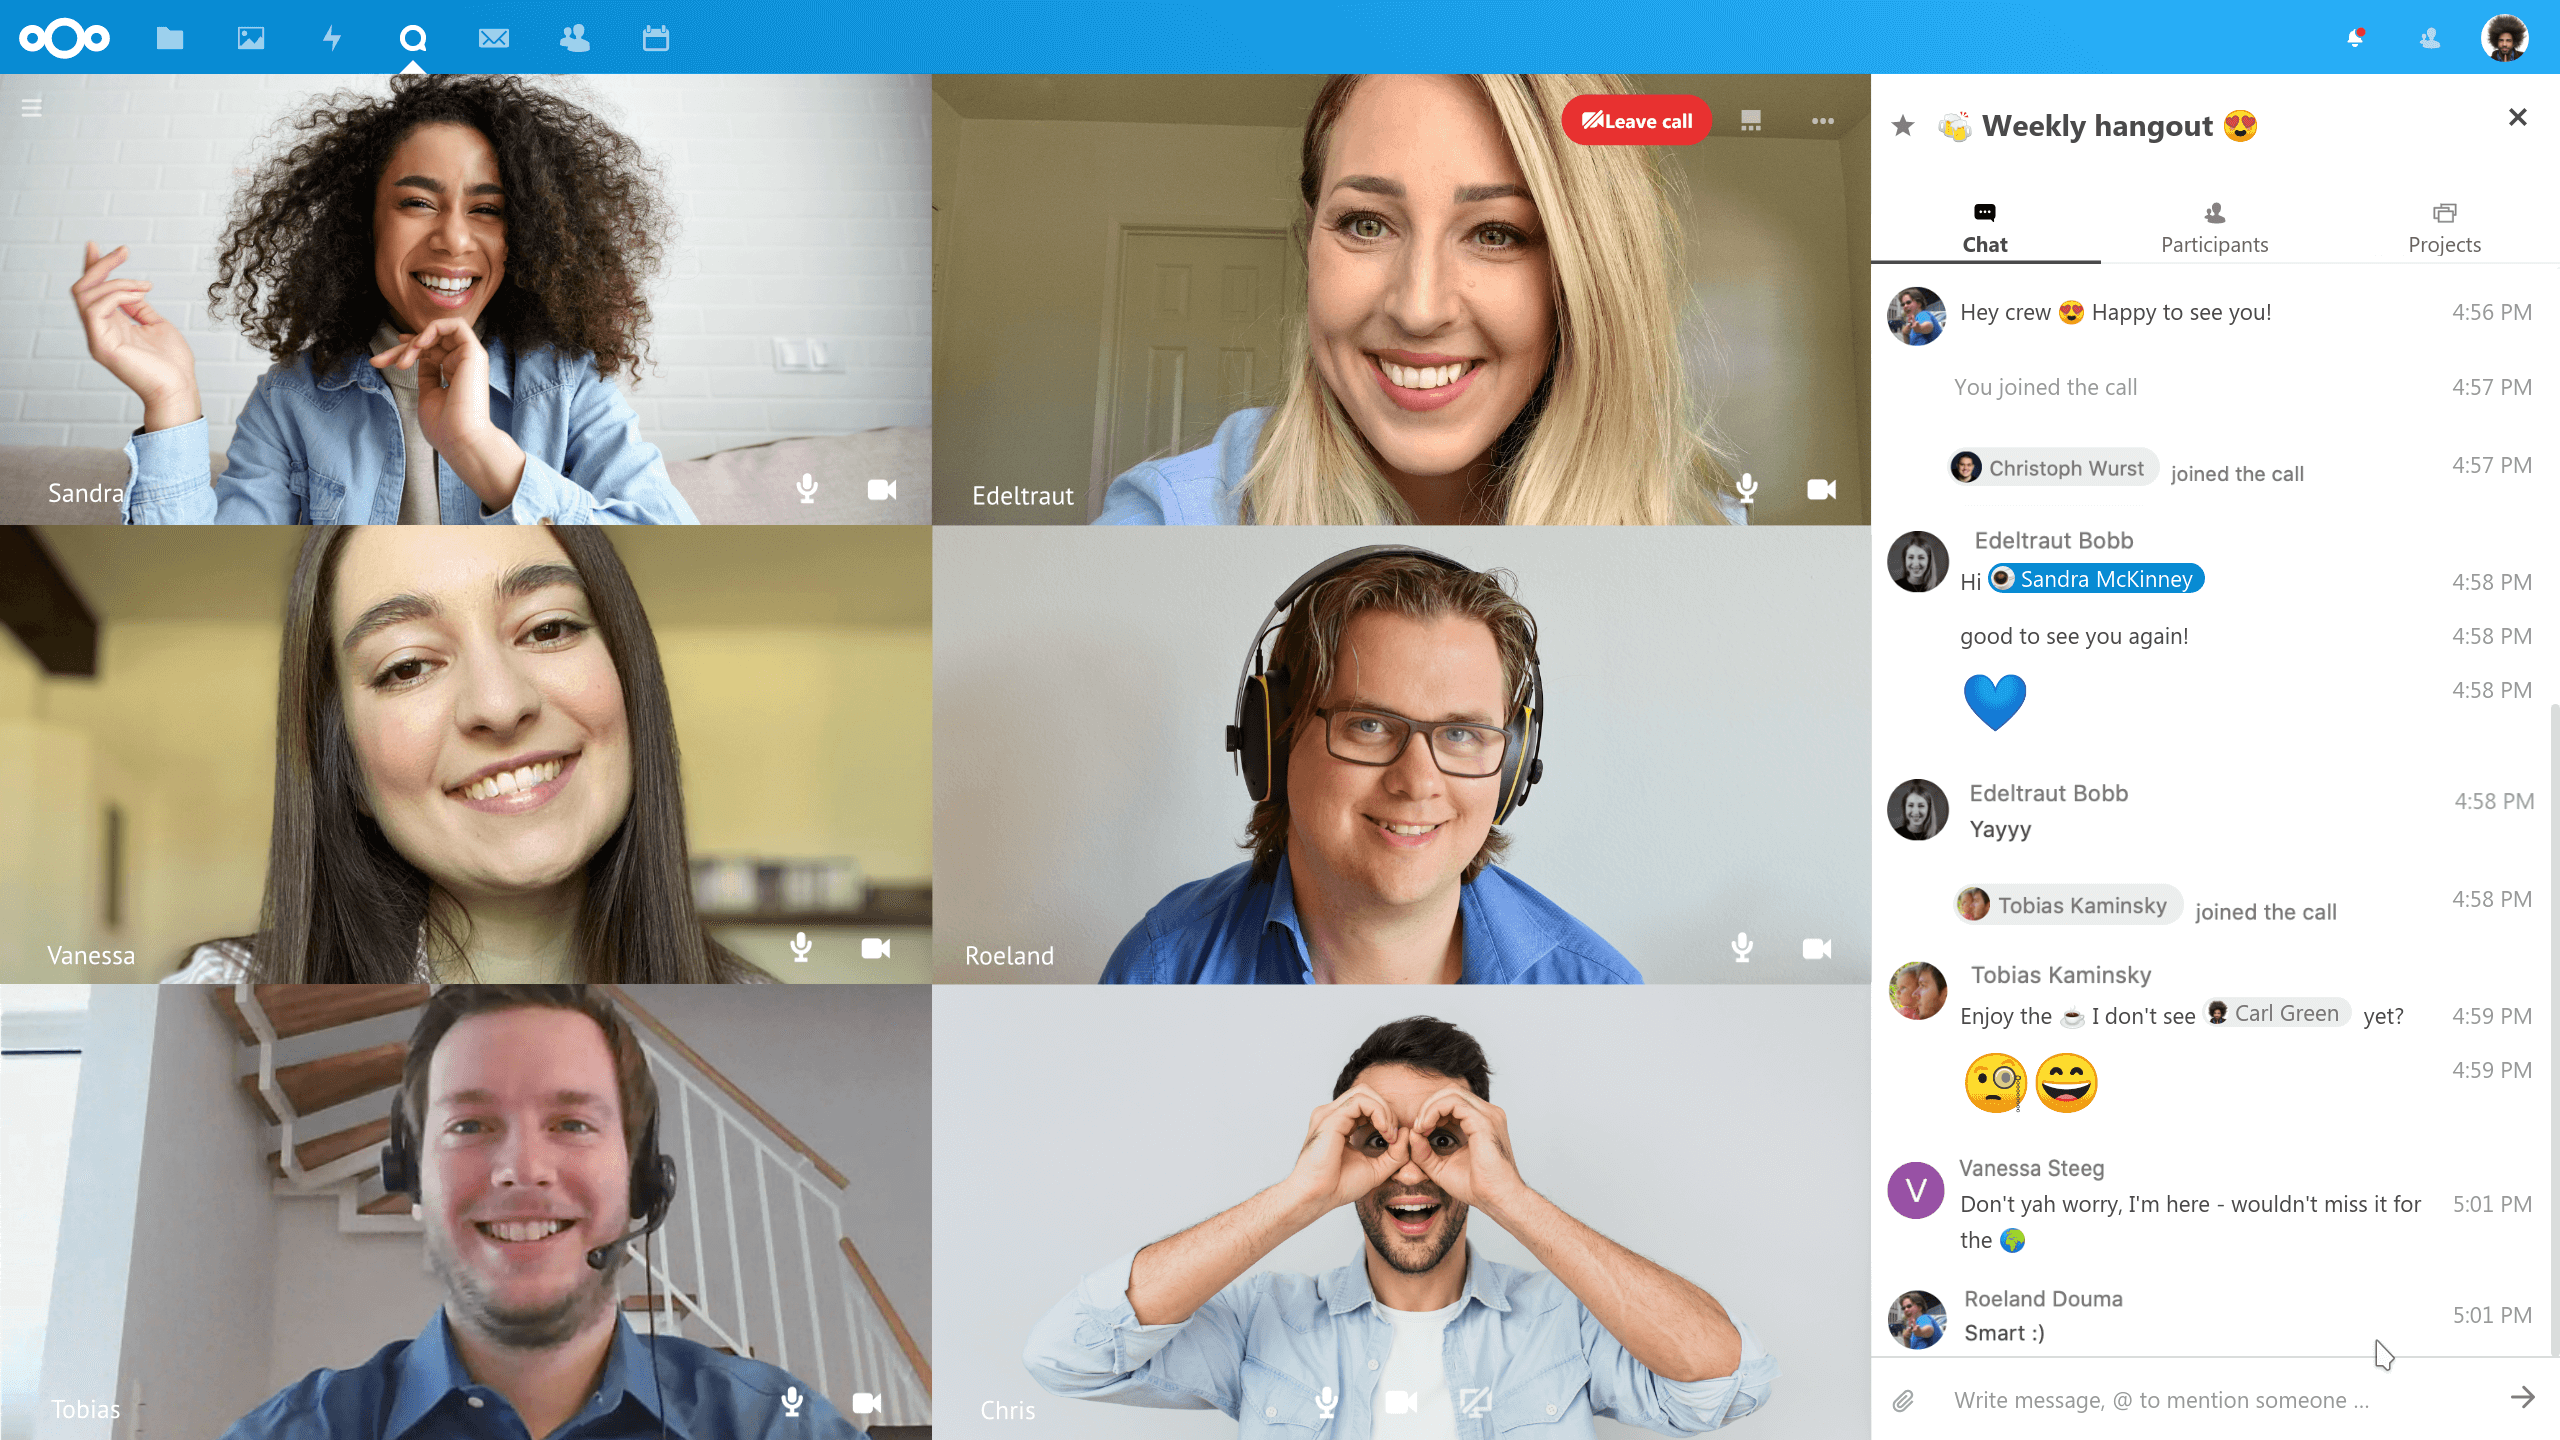 Leave call
Sandra
Edeltraut
Vanessa
Roeland
Tobias
Chris
🍻 Weekly hangout 😍
Chat
Participants
Projects
Hey crew 😍 Happy to see you! 4:56 PM
You joined the call 4:57 PM
Christoph Wurst joined the call 4:57 PM
Edeltraut Bobb
Hi Sandra McKinney 4:58 PM
good to see you again! 4:58 PM
💙 4:58 PM
Edeltraut Bobb 4:58 PM
Yayyy
Tobias Kaminsky joined the call 4:58 PM
Tobias Kaminsky
Enjoy the ☕ I don't see Carl Green yet? 4:59 PM
🧐😄 4:59 PM
V
Vanessa Steeg
Don't yah worry, I'm here - wouldn't miss it for 5:01 PM
the 🌍
Roeland Douma 5:01 PM
Smart :)
Write message, @ to mention someone ...